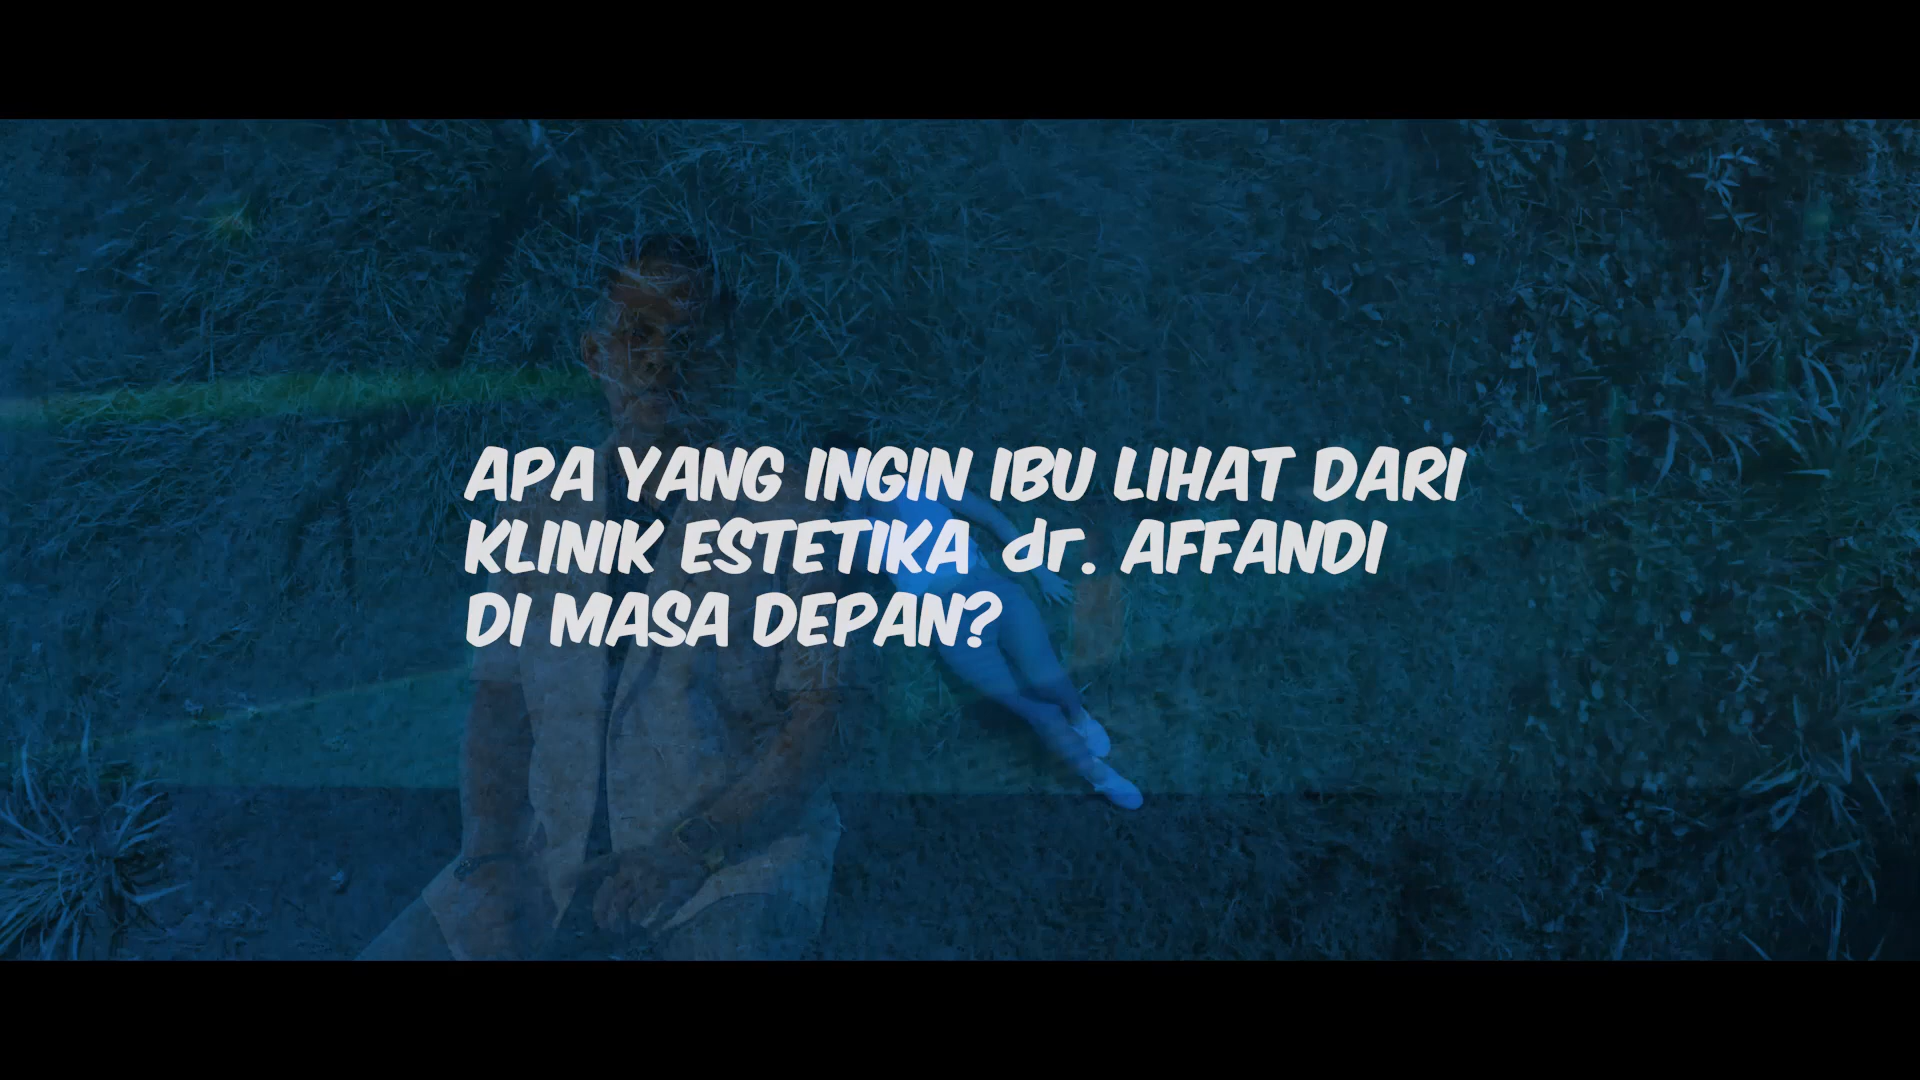 APA YANG INGIN IBU LIHAT DARI
KLINIK ESTETIKA dr. AFFANDI
DI MASA DEPAN?